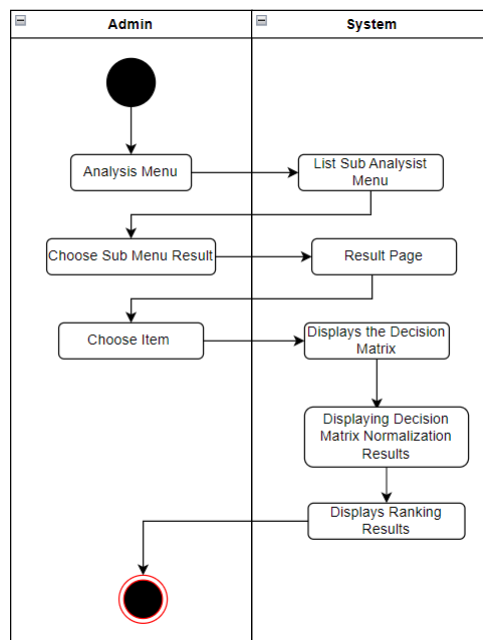 Admin
System
Analysis Menu
List Sub Analysist
Menu
Choose Sub Menu Result
Result Page
Choose Item
Displays the Decision
Matrix
Displaying Decision
Matrix Normalization
Results
Displays Ranking
Results